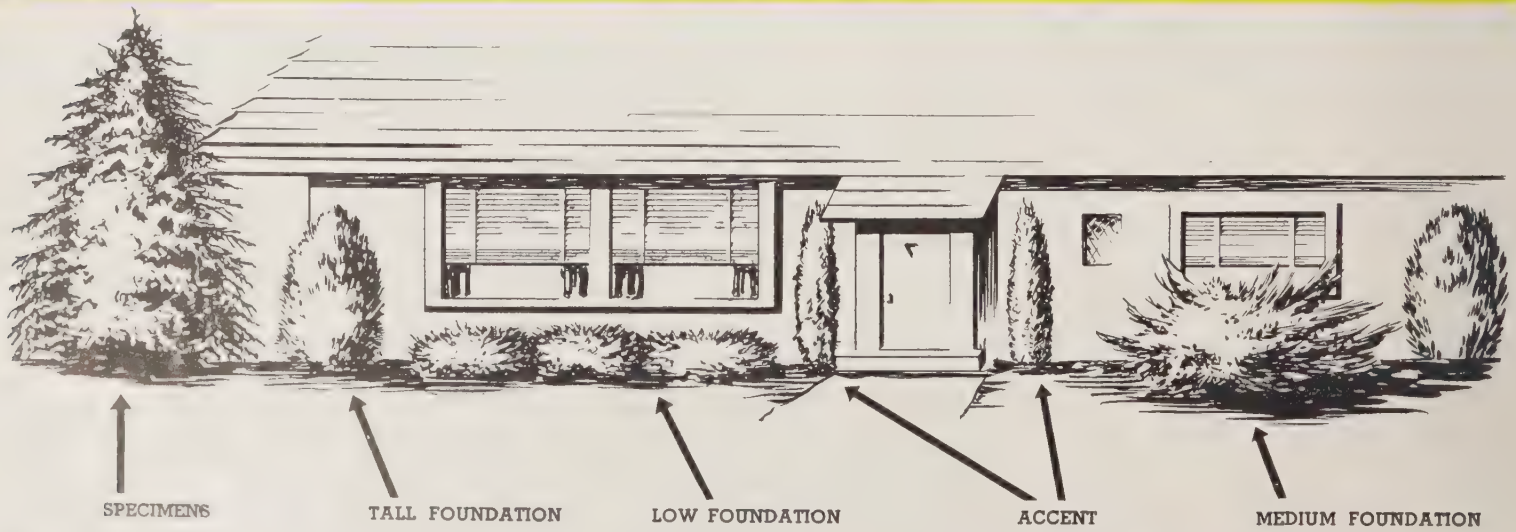 SPECIMENS
TALL FOUNDATION
LOW FOUNDATION
ACCENT
MEDIUM FOUNDATION